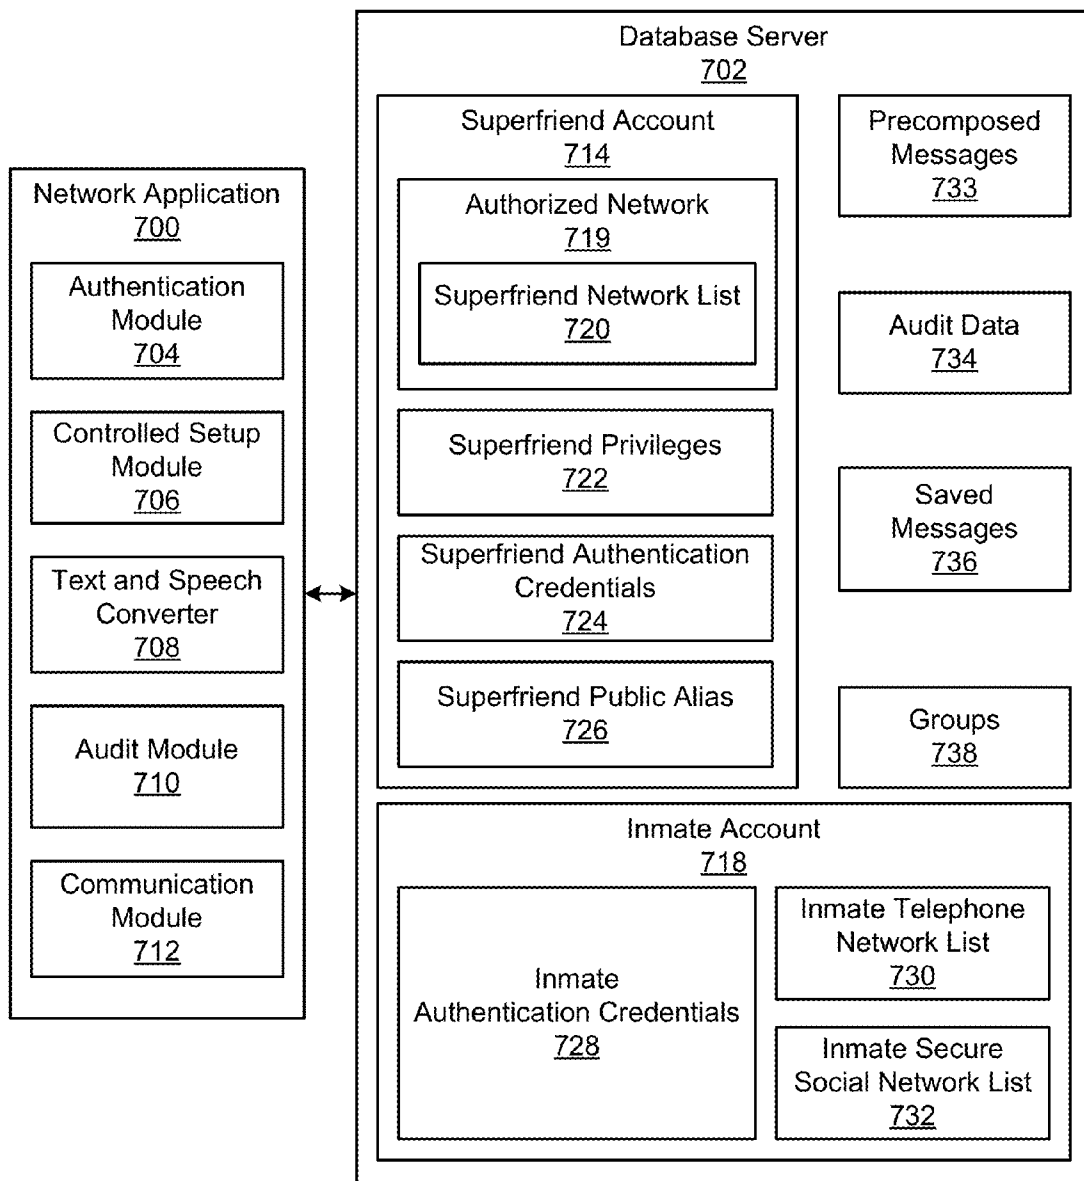 Database Server
702
Superfriend Account
714
Authorized Network
719
Superfriend Network List
720
Superfriend Privileges
722
Superfriend Authentication
Credentials
724
Superfriend Public Alias
726
Precomposed
Messages
733
Audit Data
734
Saved
Messages
736
Groups
738
Network Application
700
Authentication
Module
704
Controlled Setup
Module
706
Text and Speech
Converter
708
Audit Module
710
Communication
Module
712
Inmate Account
718
Inmate
Authentication Credentials
728
Inmate Telephone
Network List
730
Inmate Secure
Social Network List
732